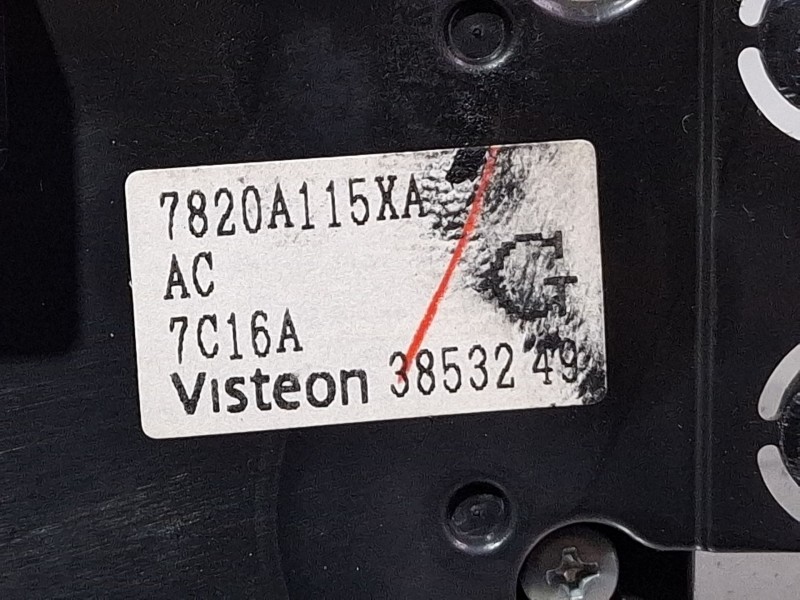 7820A115XA
AC
G
7C16A
Visteon 38532 49